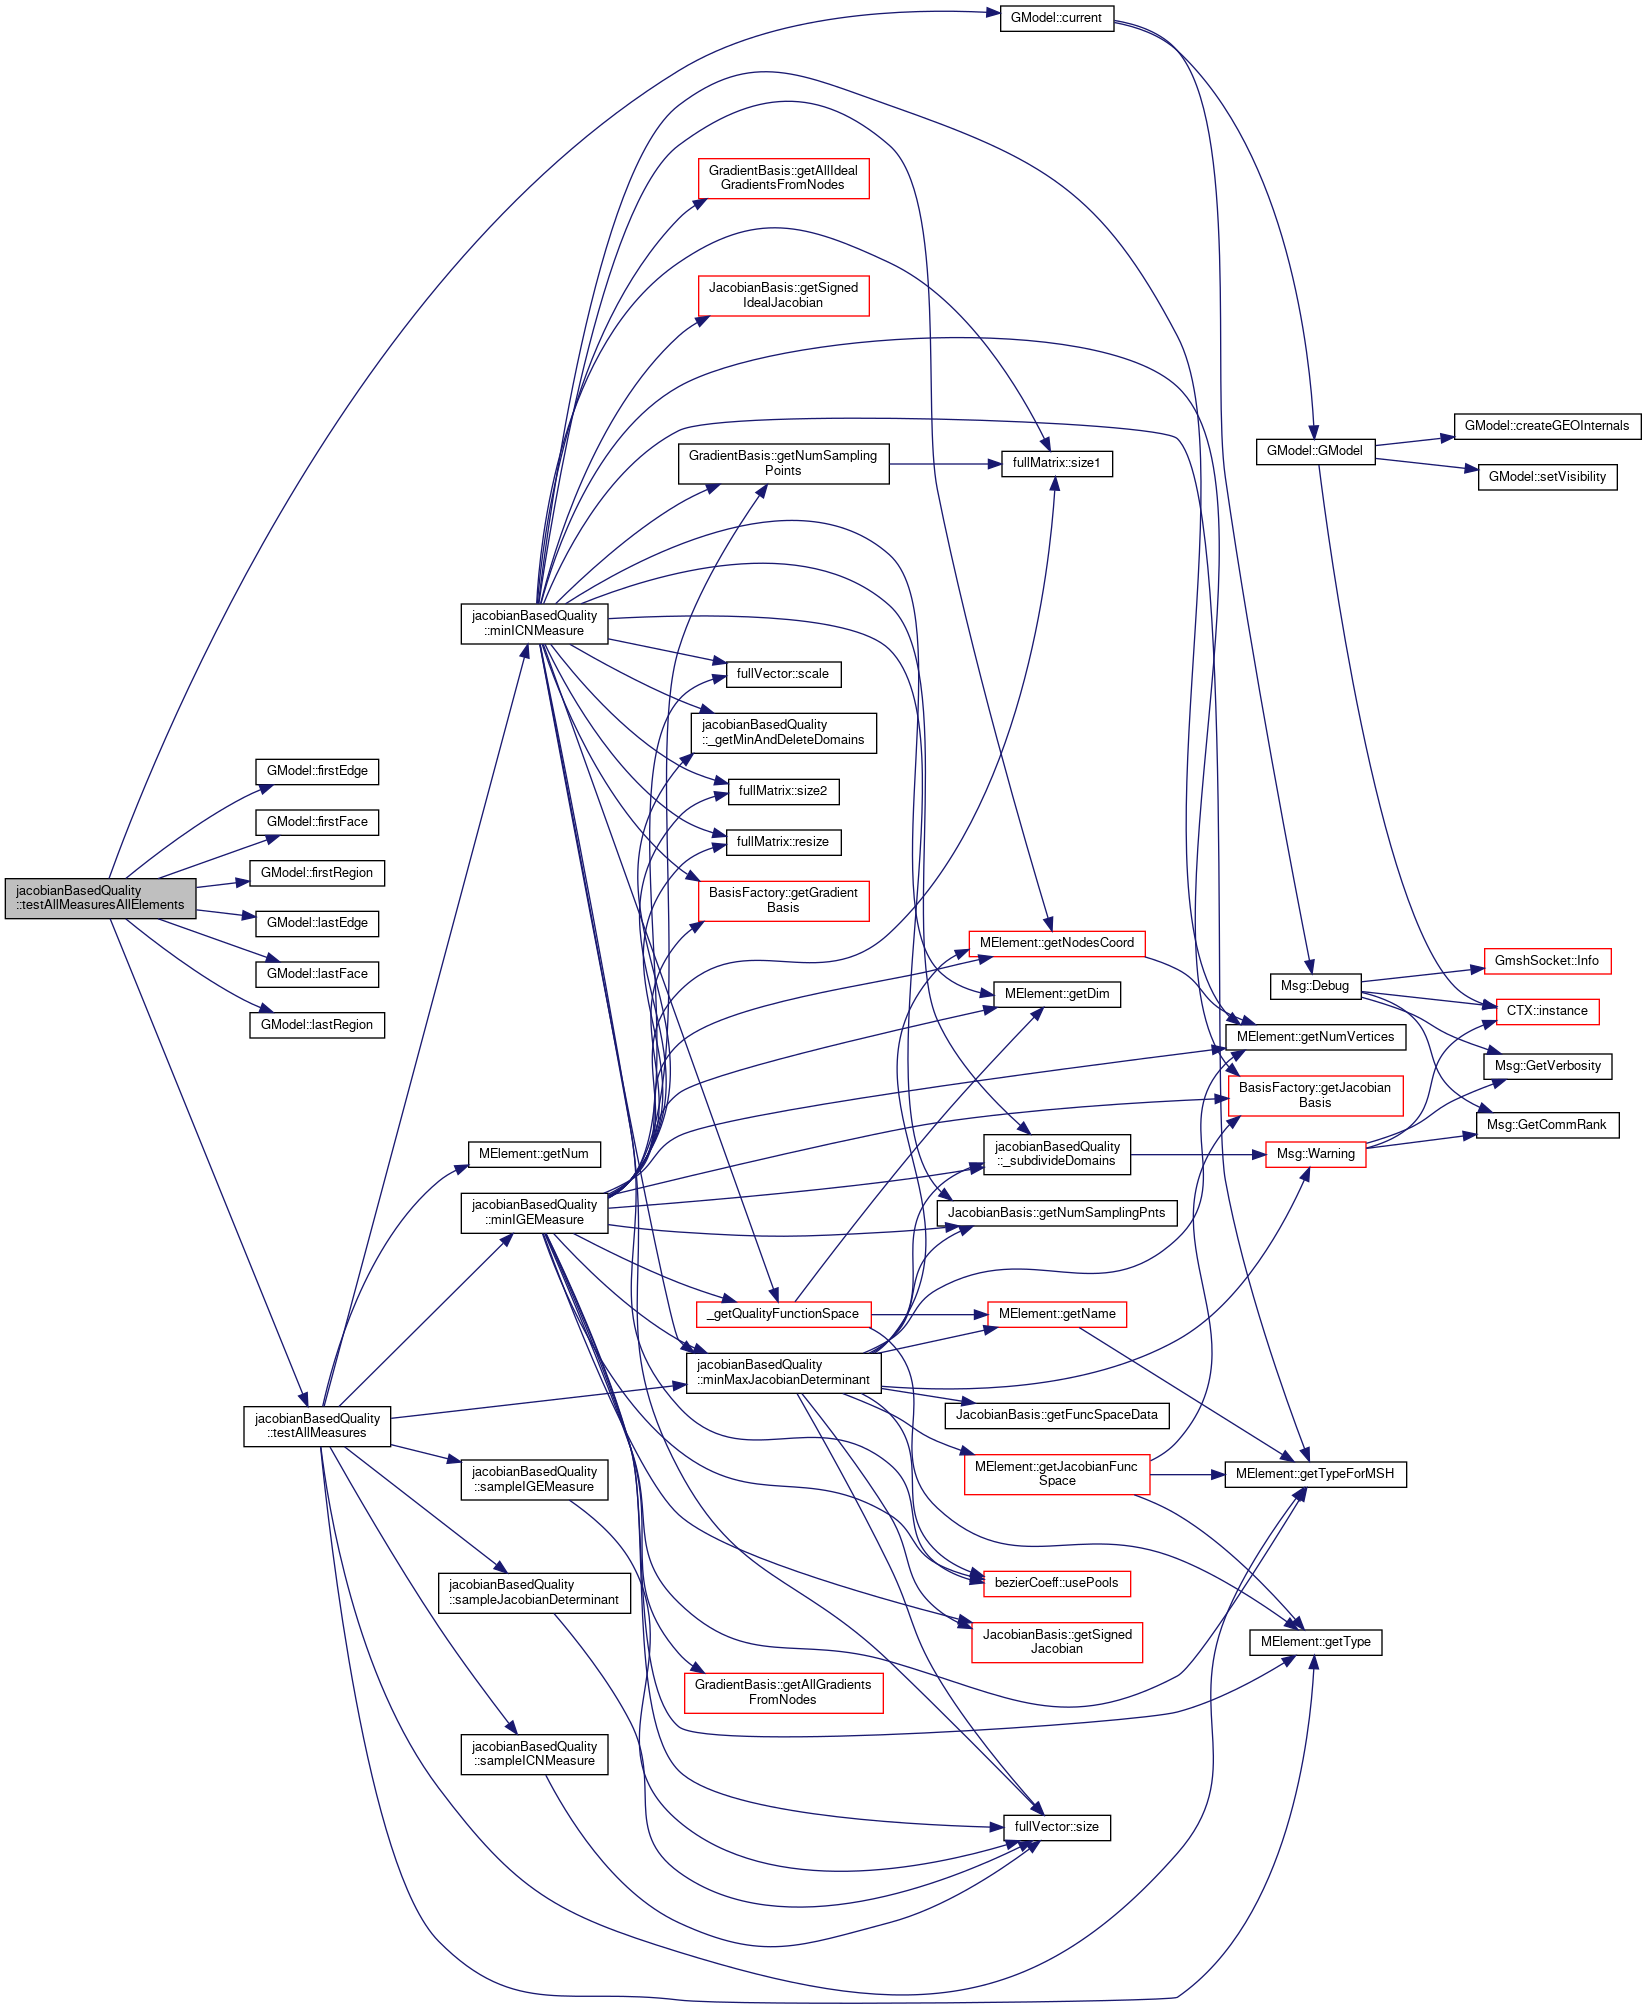 GModel::current
GradientBasis::getAllIdeal
GradientsFromNodes
JacobianBasis::getSigned
IdealJacobian
GModel::createGEOInternals
GModel::GModel
GradientBasis::getNumSampling
Points
fullMatrix::size1
GModel::setVisibility
jacobianBasedQuality
::minICNMeasure
fullVector::scale
jacobianBasedQuality
::_getMinAndDeleteDomains
GModel::firstEdge
fullMatrix::size2
GModel::firstFace
fullMatrix::resize
GModel::firstRegion
jacobianBasedQuality
::testAllMeasuresAllElements
BasisFactory::getGradient
Basis
GModel::lastEdge
MElement::getNodesCoord
GModel::lastFace
GmshSocket::Info
Msg::Debug
MElement::getDim
CTX::instance
GModel::lastRegion
MElement::getNumVertices
Msg::GetVerbosity
BasisFactory::getJacobian
Basis
Msg::GetCommRank
MElement::getNum
jacobianBasedQuality
::_subdivideDomains
Msg::Warning
jacobianBasedQuality
::minIGEMeasure
JacobianBasis::getNumSamplingPnts
_getQualityFunctionSpace
MElement::getName
jacobianBasedQuality
::minMaxJacobianDeterminant
JacobianBasis::getFuncSpaceData
jacobianBasedQuality
::testAllMeasures
MElement::getJacobianFunc
Space
MElement::getTypeForMSH
jacobianBasedQuality
::sampleIGEMeasure
bezierCoeff::usePools
jacobianBasedQuality
::sampleJacobianDeterminant
JacobianBasis::getSigned
Jacobian
MElement::getType
GradientBasis::getAllGradients
FromNodes
jacobianBasedQuality
::sampleICNMeasure
fullVector::size